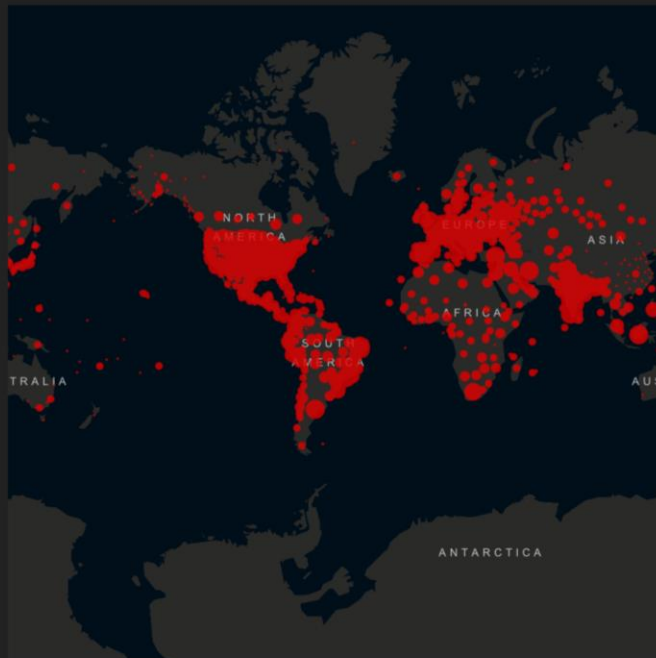 NORTH
AMERICA
EUROPE
ASIA
AFRICA
SOUTH
AMERICA
TRALIA
AUS
ANTARCTICA